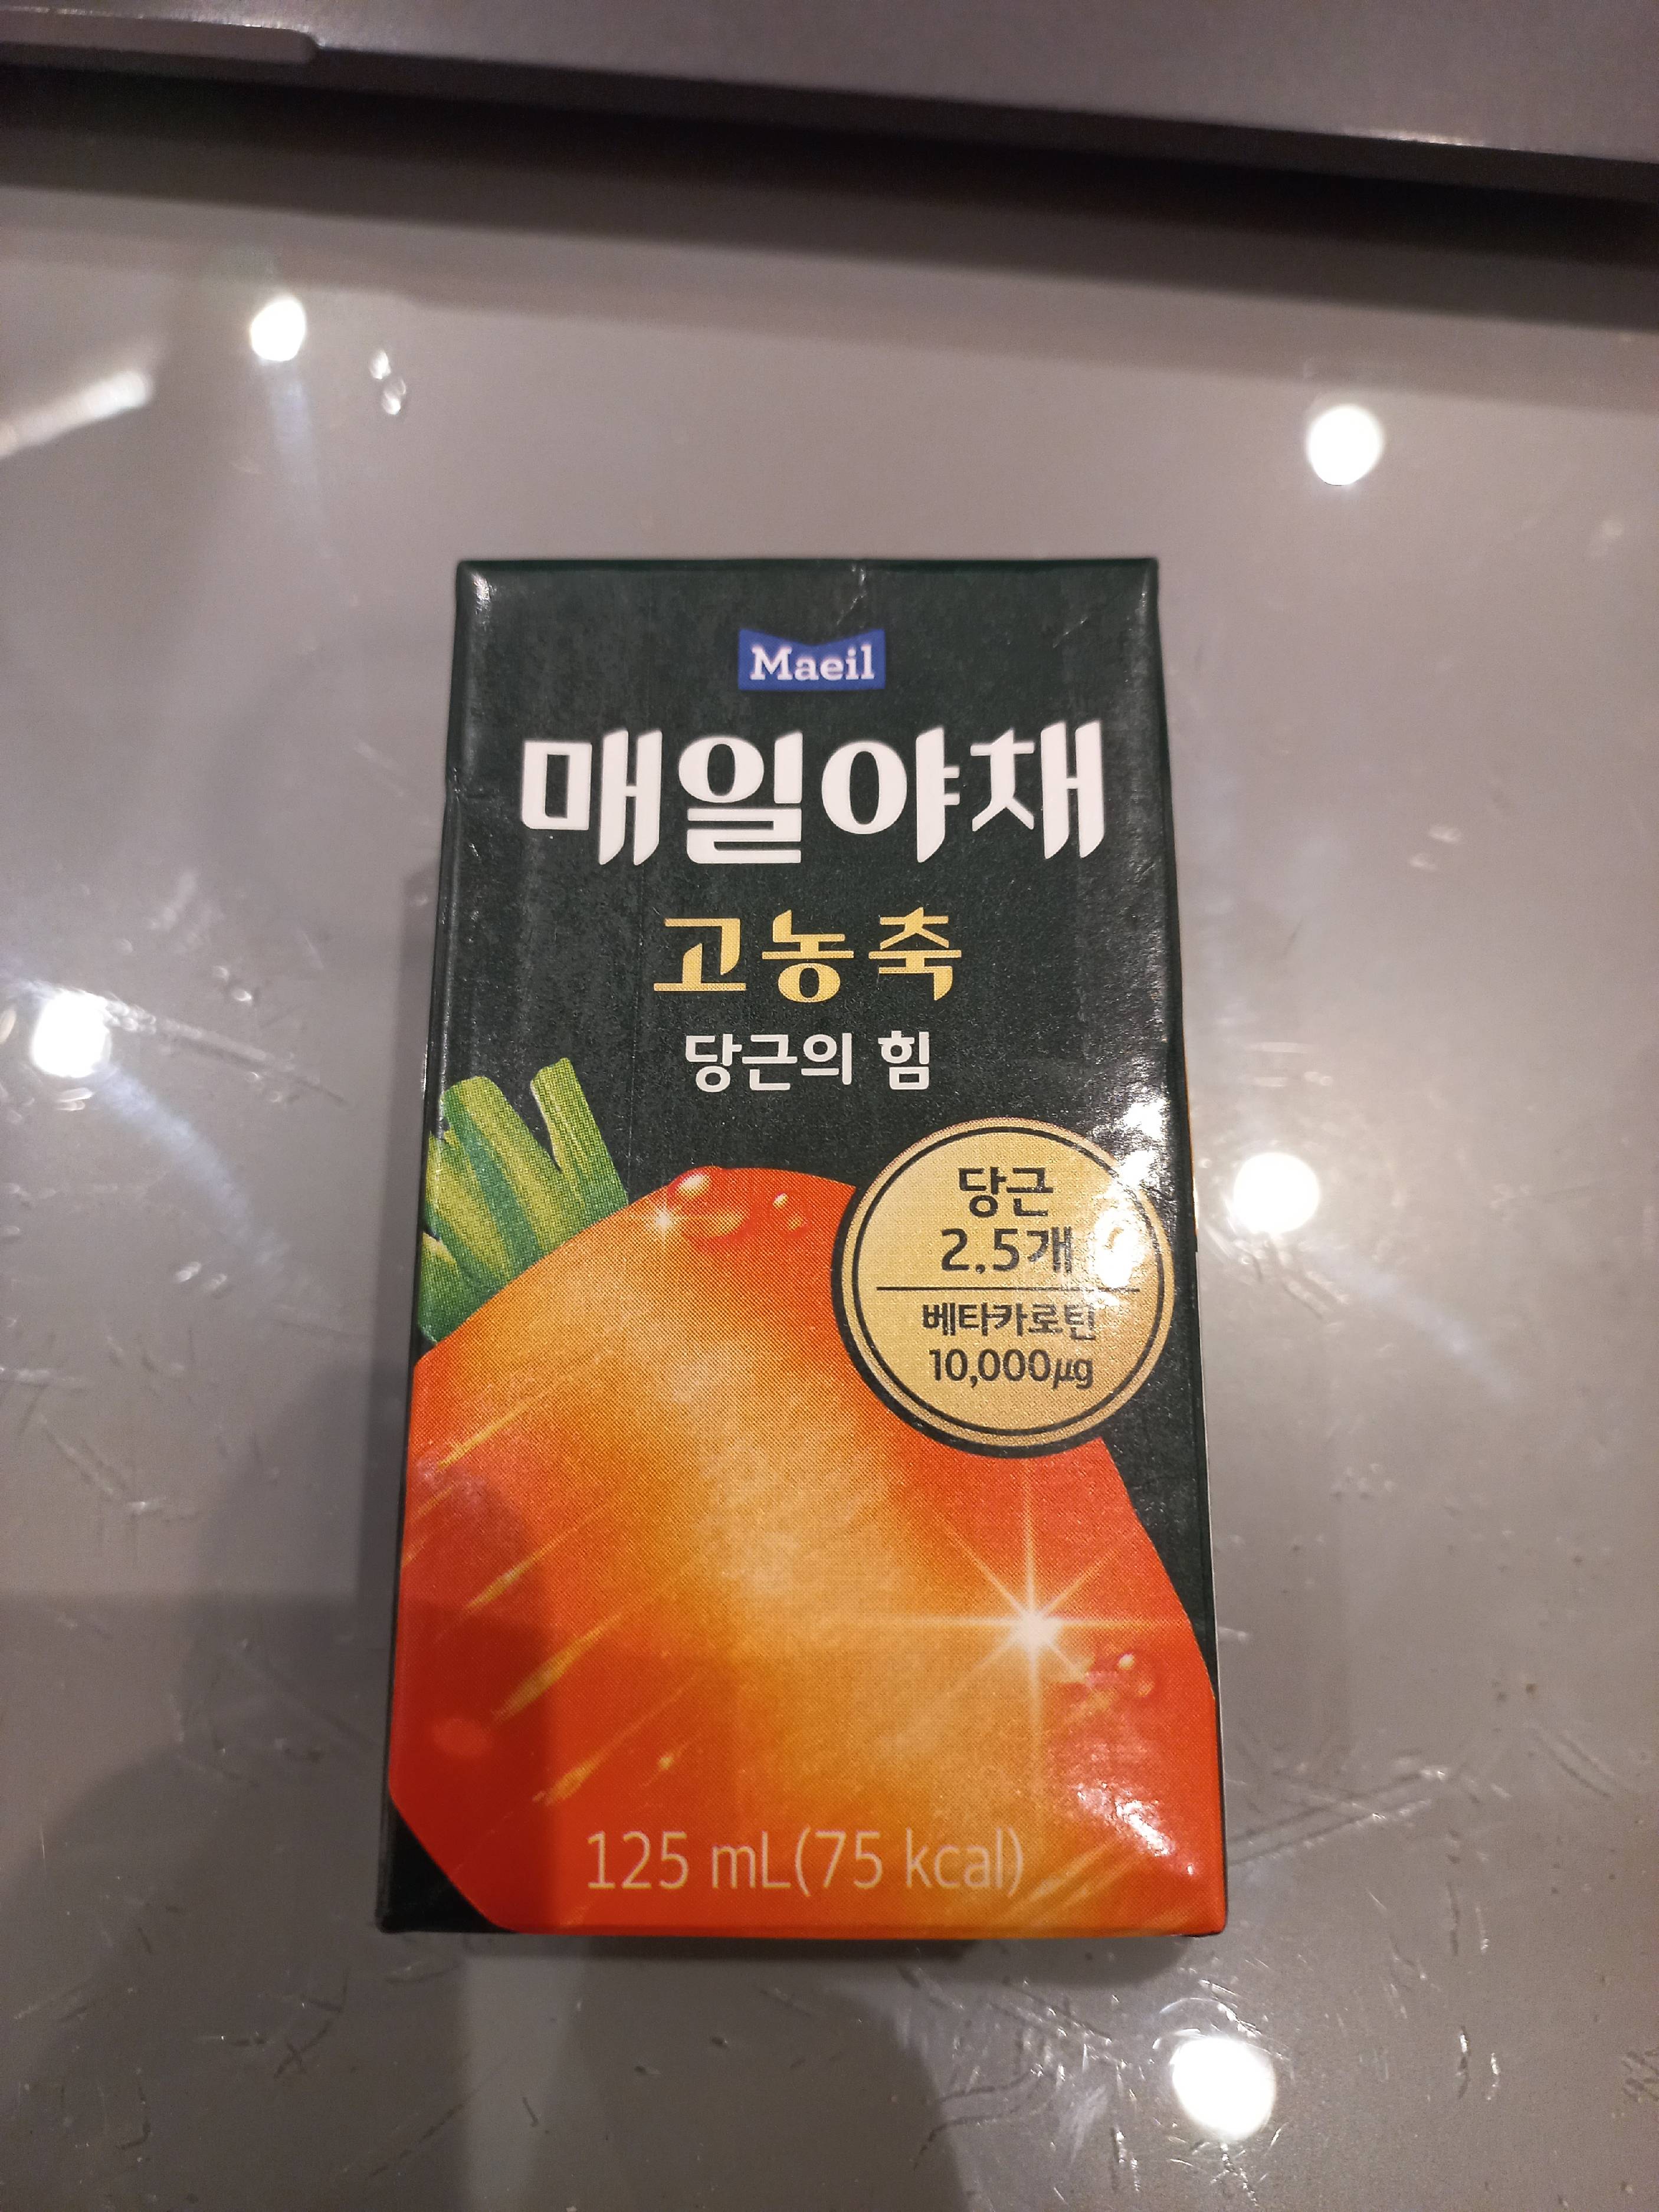 Maeil
매일야채
고농축
당근의 힘
당근
2.5개
베타카로틴
10,000µg
125 mL(75 kcal)